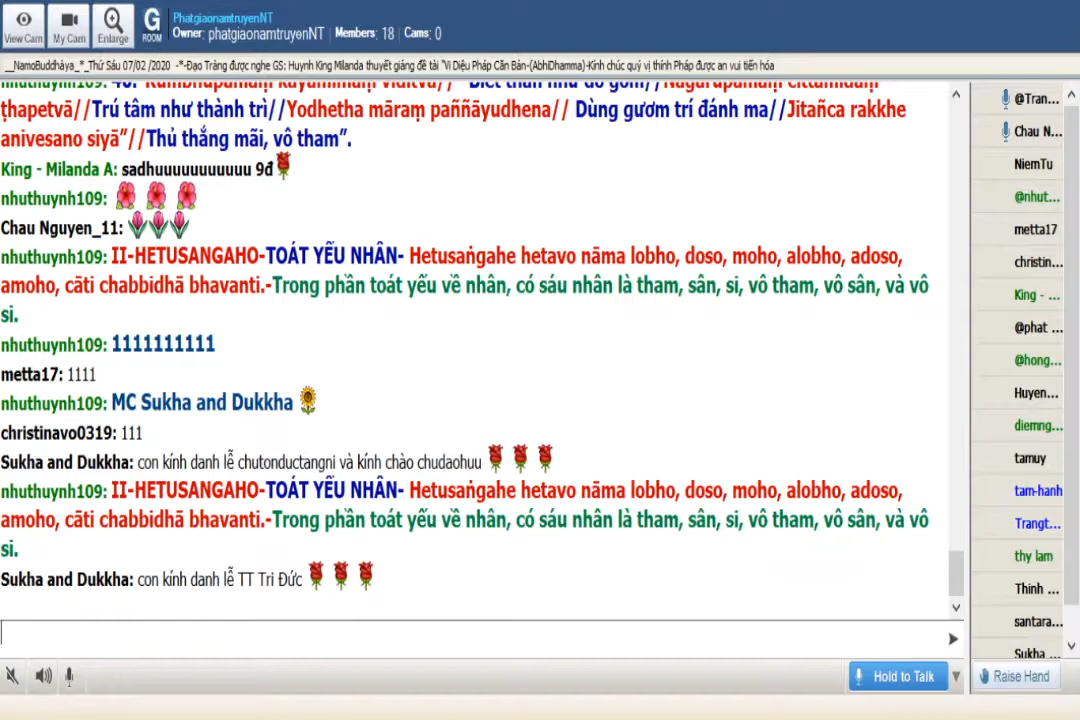 View Cam
My Cam
Enlarge
G
ROOM
PhatgiaonamtruyenNT
Owner: phatgiaonamtruyenNT | Members: 18 | Cams: 0
__NamoBuddhàya_*_Thứ Sáu 07/02 /2020 -*-Đạo Tràng được nghe GS: Huynh King Milanda thuyết giảng đề tài "Vi Diệu Pháp Căn Bản-(AbhiDhamma)-Kính chúc quý vị thính Pháp được an vui tiến hóa
ṭhapetvā//Trú tâm như thành trì//Yodhetha māraṃ paññāyudhena// Dùng gươm trí đánh ma//Jitañca rakkhe
anivesano siyā"//Thủ thắng mãi, vô tham".
King - Milanda A: sadhuuuuuuuuuuu 9đ
nhuthuynh109:
Chau Nguyen_11:
nhuthuynh109: II-HETUSANGAHO-TOÁT YẾU NHÂN- Hetusaṅgahe hetavo nāma lobho, doso, moho, alobho, adoso,
amoho, cāti chabbidhā bhavanti.-Trong phần toát yếu về nhân, có sáu nhân là tham, sân, si, vô tham, vô sân, và vô
si.
nhuthuynh109: 1111111111
metta17: 1111
nhuthuynh109: MC Sukha and Dukkha
christinavo0319: 111
Sukha and Dukkha: con kính danh lễ chutonductangni và kính chào chudaohuu
nhuthuynh109: II-HETUSANGAHO-TOÁT YẾU NHÂN- Hetusaṅgahe hetavo nāma lobho, doso, moho, alobho, adoso,
amoho, cāti chabbidhā bhavanti.-Trong phần toát yếu về nhân, có sáu nhân là tham, sân, si, vô tham, vô sân, và vô
si.
Sukha and Dukkha: con kính danh lễ TT Tri Đức
@Tran...
Chau N...
NiemTu
@nhut...
metta17
christin...
King - ...
@phat ...
@hong...
Huyen...
diemng...
tamuy
tam-hanh
Trangt...
thy lam
Thinh ...
santara...
Sukha ...
Hold to Talk
Raise Hand